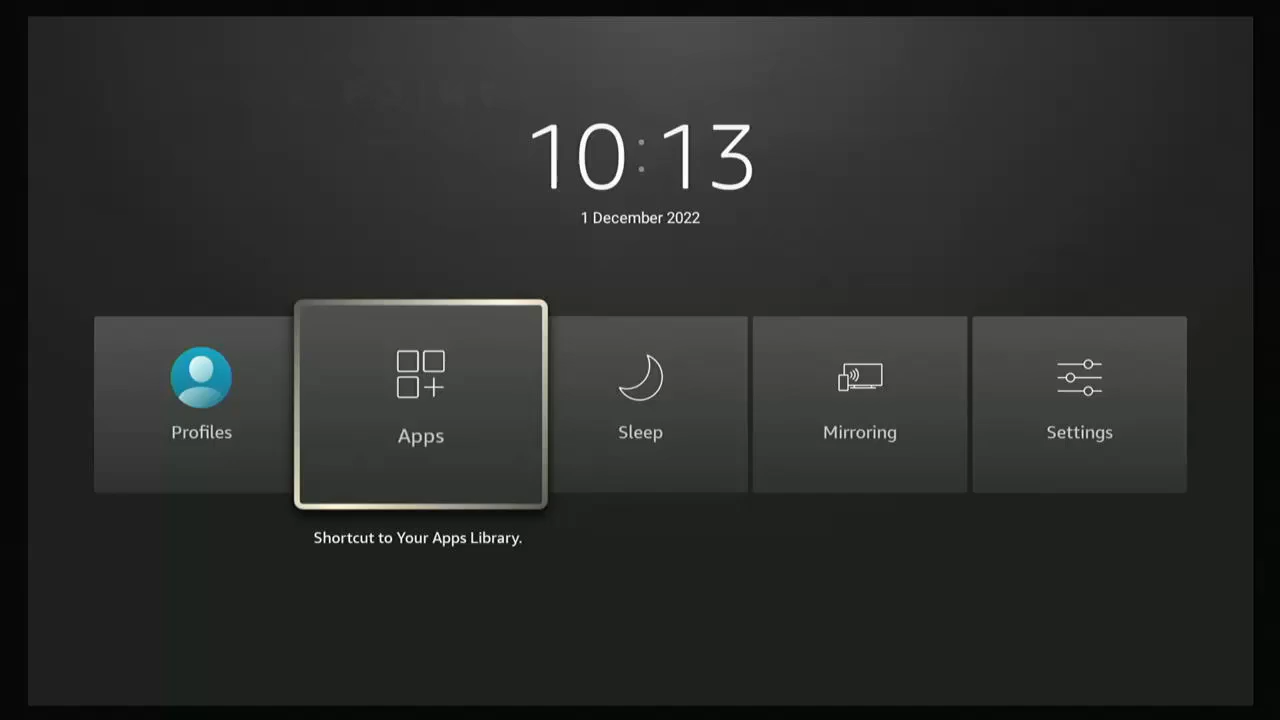 10:13
1 December 2022
Profiles
Apps
Sleep
Mirroring
Settings
Shortcut to Your Apps Library.